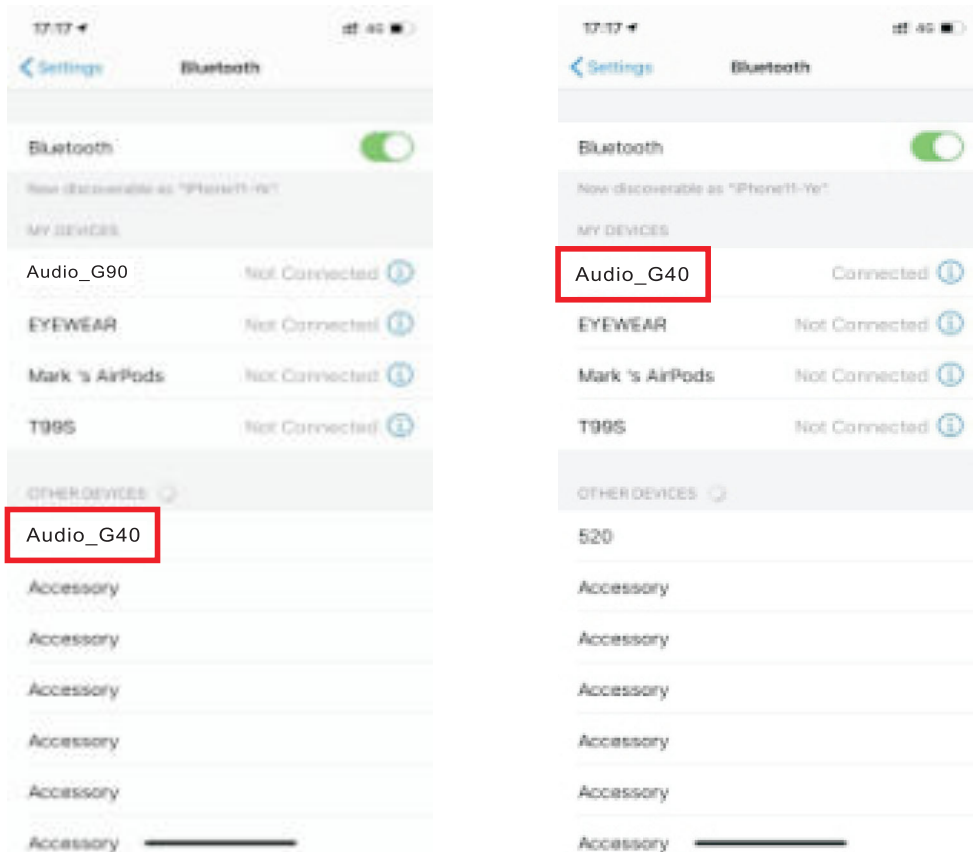 17:17
4G
Settings
Bluetooth
Bluetooth
Now discoverable as "iPhone11-Ye".
MY DEVICES
Audio_G90 Not Connected
EYEWEAR Not Connected
Mark 's AirPods Not Connected
T99S Not Connected
OTHER DEVICES
Audio_G40
Accessory
Accessory
Accessory
Accessory
Accessory
Accessory
17:17
4G
Settings
Bluetooth
Bluetooth
Now discoverable as "iPhone11-Ye".
MY DEVICES
Audio_G40 Connected
EYEWEAR Not Connected
Mark 's AirPods Not Connected
T99S Not Connected
OTHER DEVICES
520
Accessory
Accessory
Accessory
Accessory
Accessory
Accessory